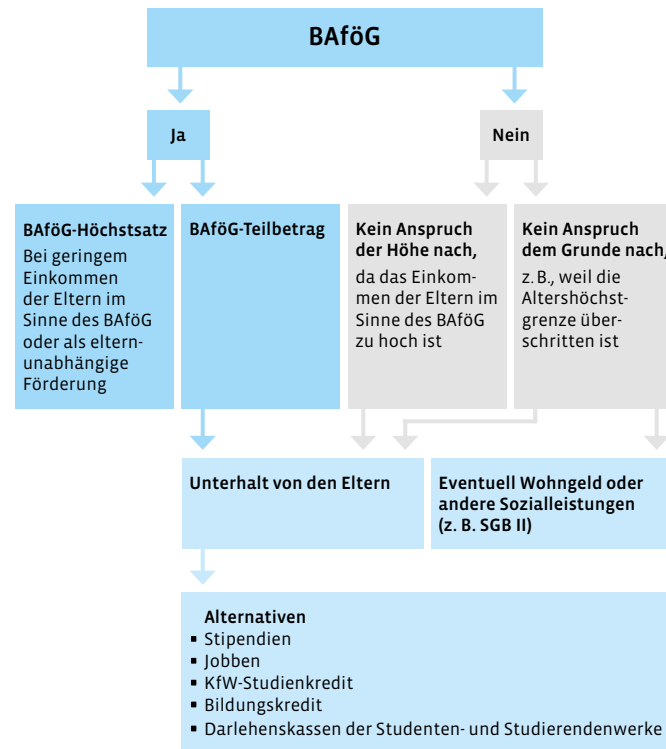 BAföG
Ja
Nein
BAföG-Höchstsatz
Bei geringem
Einkommen
der Eltern im
Sinne des BAföG
oder als eltern-
unabhängige
Förderung
BAföG-Teilbetrag
Kein Anspruch
der Höhe nach,
da das Einkom-
men der Eltern im
Sinne des BAföG
zu hoch ist
Kein Anspruch
dem Grunde nach,
z. B., weil die
Altershöchst-
grenze über-
schritten ist
Unterhalt von den Eltern
Eventuell Wohngeld oder
andere Sozialleistungen
(z. B. SGB II)
Alternativen
▪ Stipendien
▪ Jobben
▪ KfW-Studienkredit
▪ Bildungskredit
▪ Darlehenskassen der Studenten- und Studierendenwerke